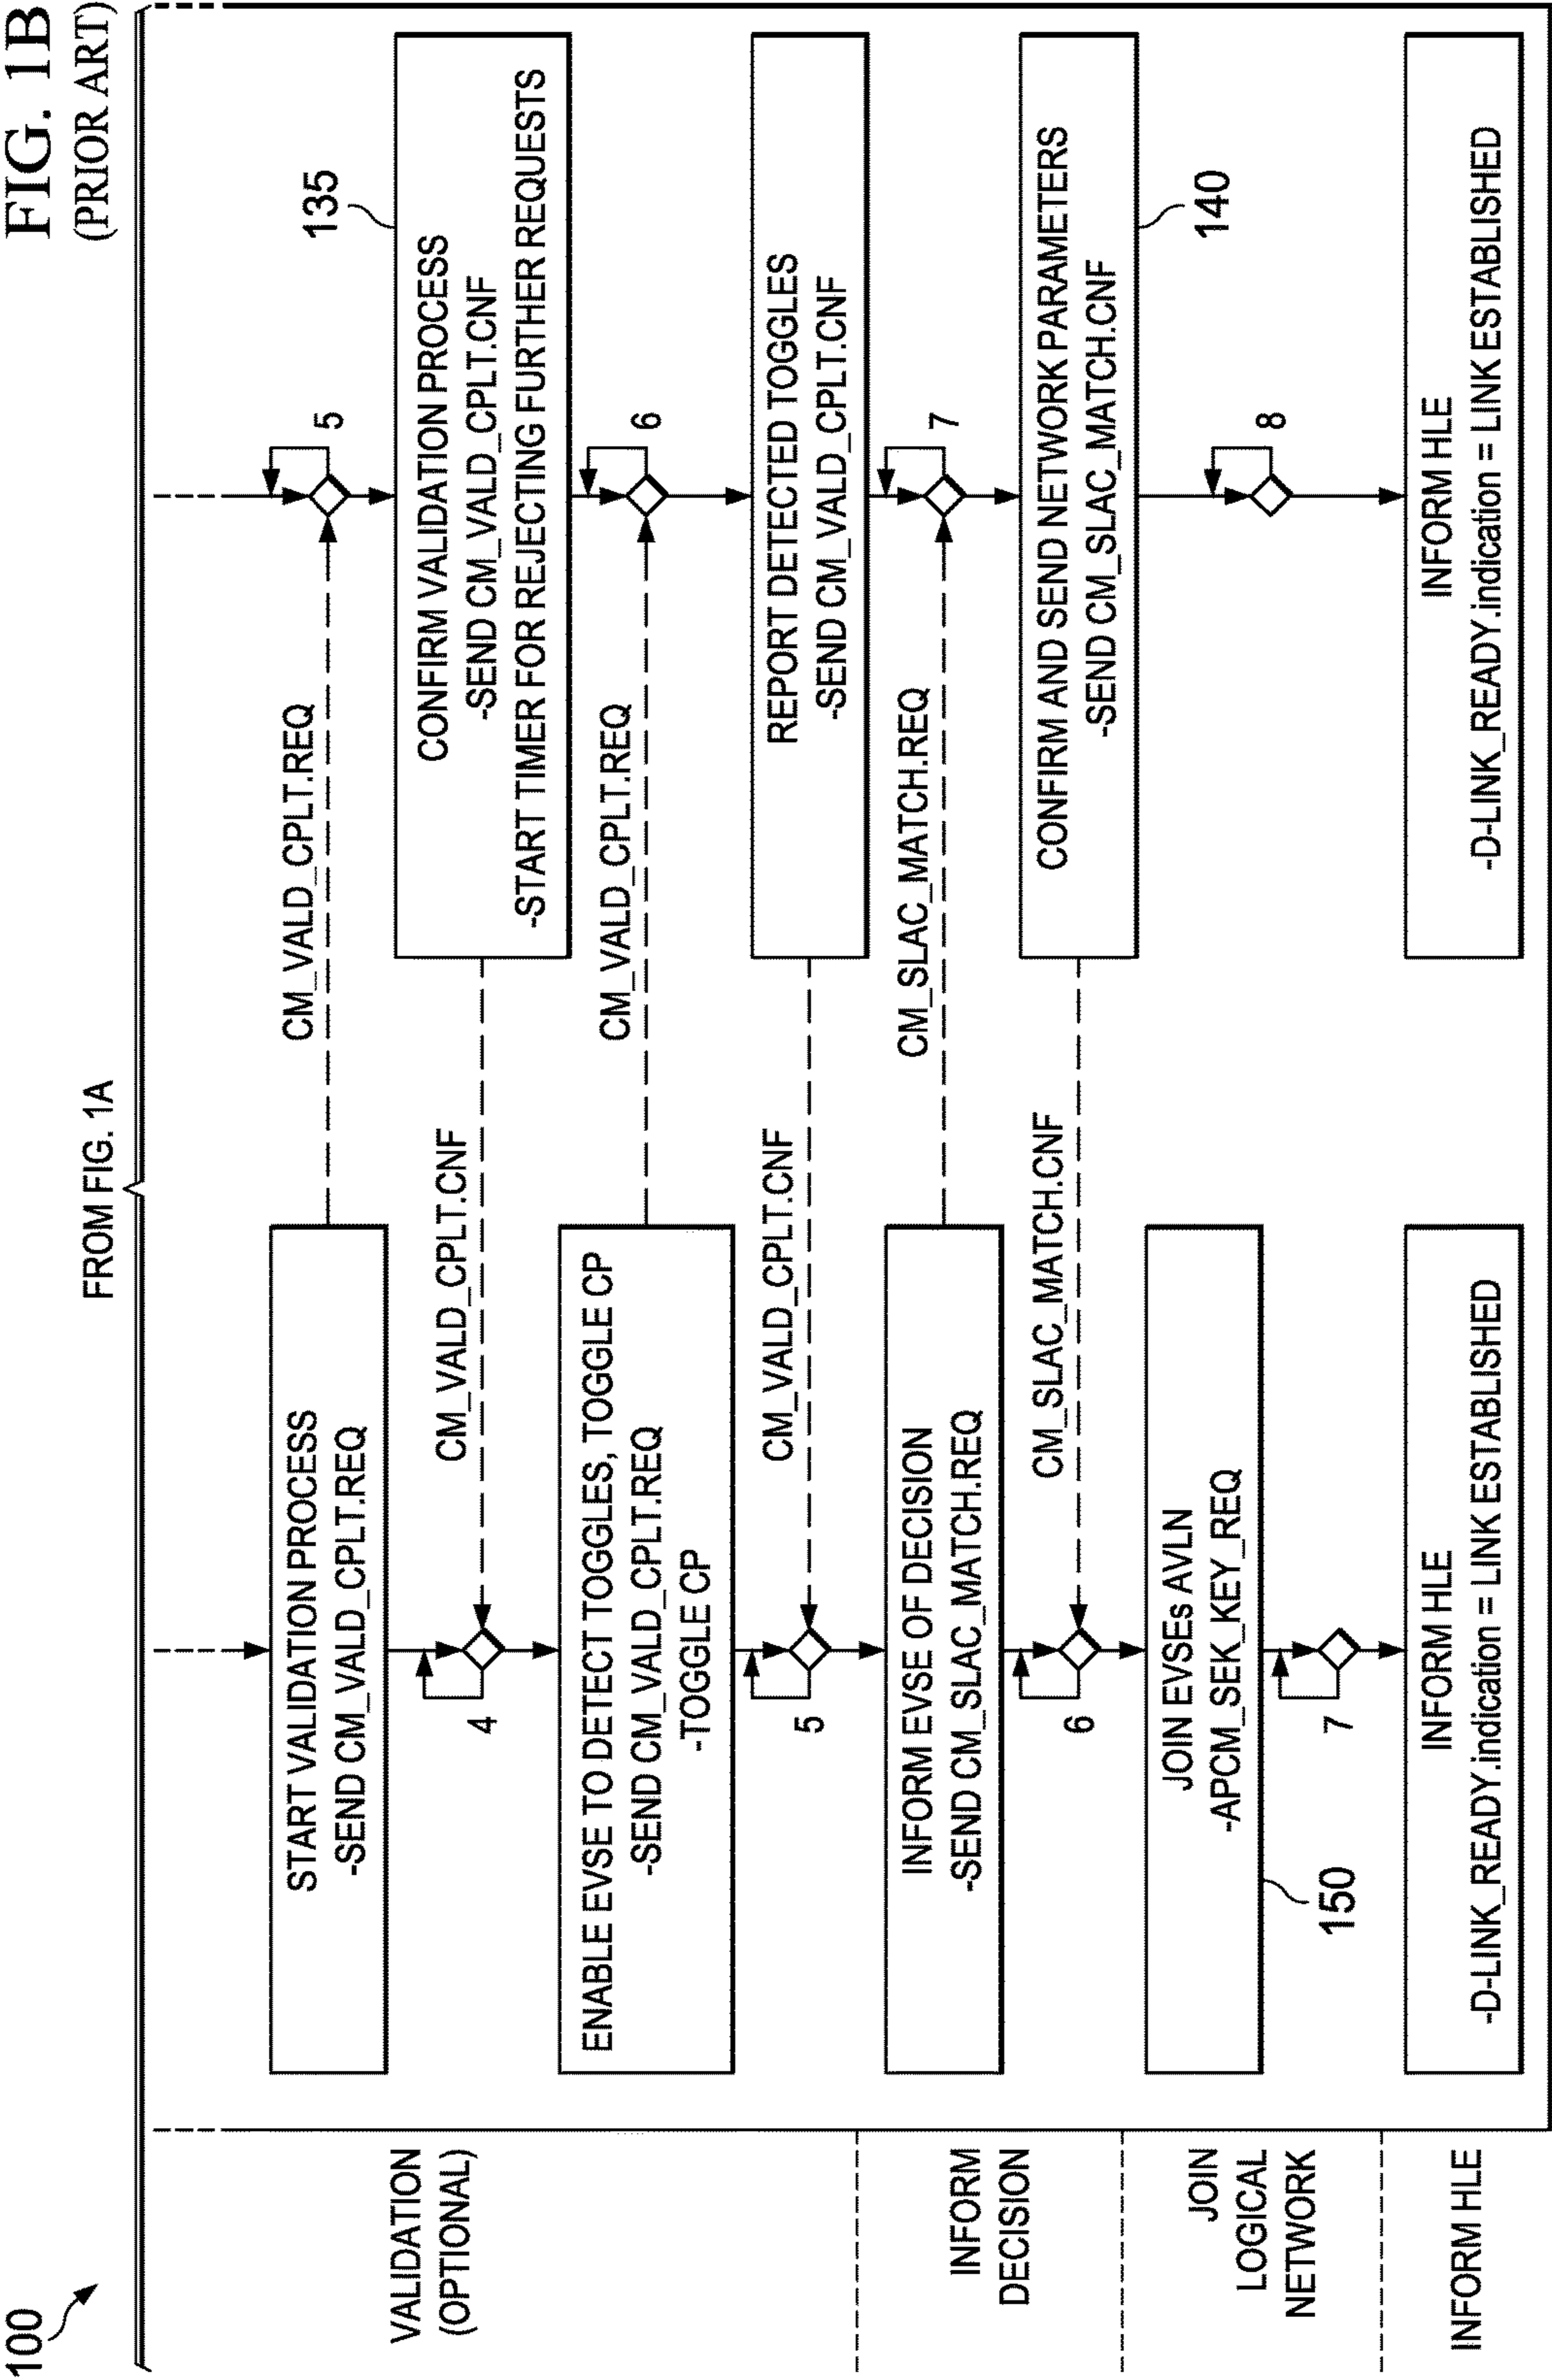 FIG. 1B
(PRIOR ART)
100
FROM FIG. 1A
VALIDATION
(OPTIONAL)
START VALIDATION PROCESS
-SEND CM_VALD_CPLT.REQ
CM_VALD_CPLT.REQ
5
4
CM_VALD_CPLT.CNF
135
CONFIRM VALIDATION PROCESS
-SEND CM_VALD_CPLT.CNF
-START TIMER FOR REJECTING FURTHER REQUESTS
ENABLE EVSE TO DETECT TOGGLES, TOGGLE CP
-SEND CM_VALD_CPLT.REQ
-TOGGLE CP
CM_VALD_CPLT.REQ
6
5
CM_VALD_CPLT.CNF
REPORT DETECTED TOGGLES
-SEND CM_VALD_CPLT.CNF
INFORM
DECISION
INFORM EVSE OF DECISION
-SEND CM_SLAC_MATCH.REQ
CM_SLAC_MATCH.REQ
7
6
CM_SLAC_MATCH.CNF
CONFIRM AND SEND NETWORK PARAMETERS
-SEND CM_SLAC_MATCH.CNF
140
JOIN
LOGICAL
NETWORK
JOIN EVSEs AVLN
-APCM_SEK_KEY_REQ
150
7
8
INFORM HLE
INFORM HLE
-D-LINK_READY.indication = LINK ESTABLISHED
INFORM HLE
-D-LINK_READY.indication = LINK ESTABLISHED